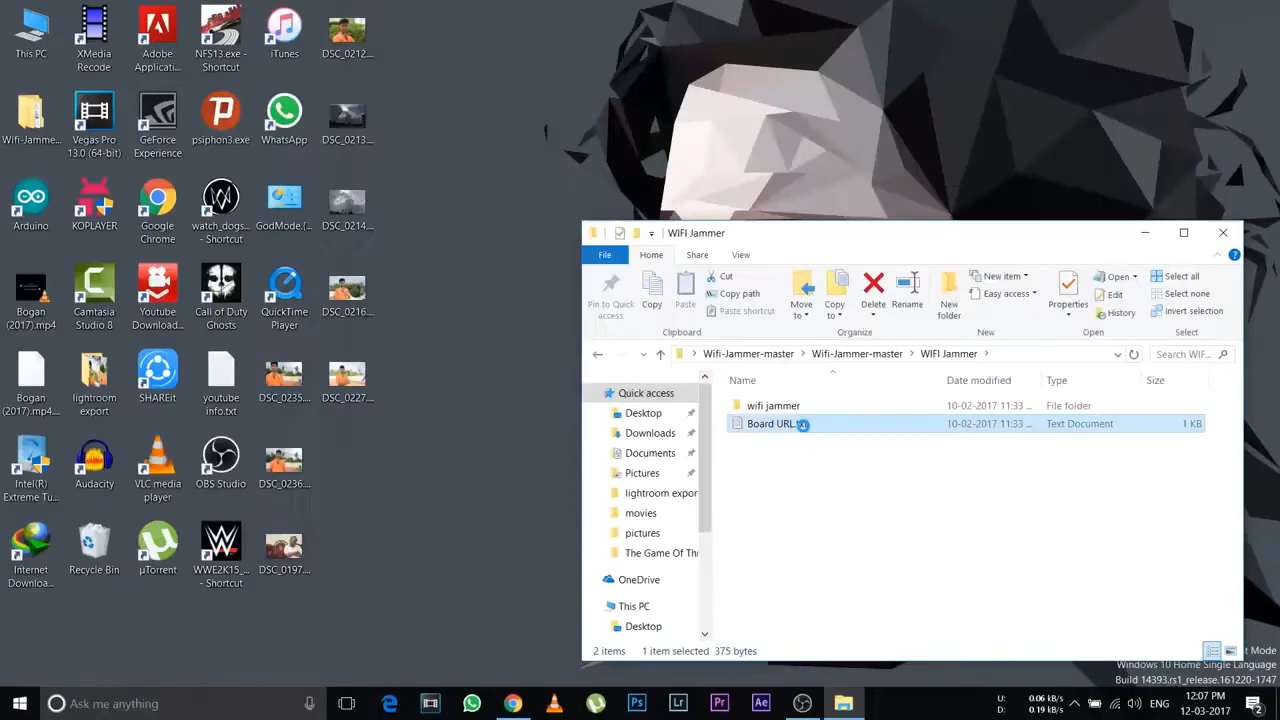 This PC
XMedia
Recode
Adobe
Applicati...
NFS13.exe -
Shortcut
iTunes
DSC_0212....
Wifi-Jamme...
Vegas Pro
13.0 (64-bit)
GeForce
Experience
psiphon3.exe
WhatsApp
DSC_0213....
Arduino
KOPLAYER
Google
Chrome
watch_dogs...
- Shortcut
GodMode.{...
DSC_0214....
Bogan
(2017).mp4
Camtasia
Studio 8
Youtube
Download...
Call of Duty
Ghosts
QuickTime
Player
DSC_0216....
Bogan
(2017).mp4...
lightroom
export
SHAREit
youtube
info.txt
DSC_0235....
DSC_0227....
Intel(R)
Extreme Tu...
Audacity
VLC media
player
OBS Studio
DSC_0236....
Internet
Downloa...
Recycle Bin
µTorrent
WWE2K15_...
- Shortcut
DSC_0197....
WIFI Jammer
File Home Share View
Pin to Quick
access
Copy
Paste
Cut
Copy path
Paste shortcut
Clipboard
Move
to
Copy
to
Delete
Rename
Organize
New
folder
New item
Easy access
New
Properties
Open
Edit
History
Open
Select all
Select none
Invert selection
Select
Wifi-Jammer-master > Wifi-Jammer-master > WIFI Jammer >
Search WIF...
Name Date modified Type Size
wifi jammer 10-02-2017 11:33 ... File folder
Board URL.t 10-02-2017 11:33 ... Text Document 1 KB
Quick access
Desktop
Downloads
Documents
Pictures
lightroom expor
movies
pictures
The Game Of Th
OneDrive
This PC
Desktop
2 items 1 item selected 375 bytes
t Mode
Windows 10 Home Single Language
Build 14393.rs1_release.161220-1747
Ask me anything
Ps
Lr
Pr
Ae
U: 0.06 kB/s
D: 0.19 kB/s
ENG
12:07 PM
12-03-2017
2